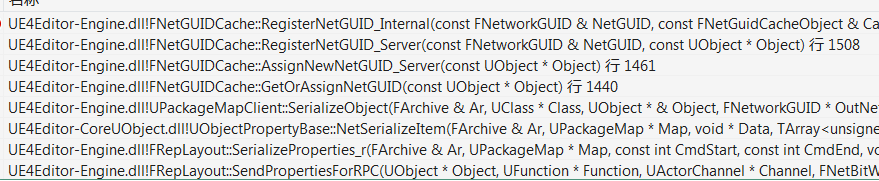 名称
UE4Editor-Engine.dll!FNetGUIDCache::RegisterNetGUID_Internal(const FNetworkGUID & NetGUID, const FNetGuidCacheObject & Ca
UE4Editor-Engine.dll!FNetGUIDCache::RegisterNetGUID_Server(const FNetworkGUID & NetGUID, const UObject * Object) 行 1508
UE4Editor-Engine.dll!FNetGUIDCache::AssignNewNetGUID_Server(const UObject * Object) 行 1461
UE4Editor-Engine.dll!FNetGUIDCache::GetOrAssignNetGUID(const UObject * Object) 行 1440
UE4Editor-Engine.dll!UPackageMapClient::SerializeObject(FArchive & Ar, UClass * Class, UObject * & Object, FNetworkGUID * OutNe
UE4Editor-CoreUObject.dll!UObjectPropertyBase::NetSerializeItem(FArchive & Ar, UPackageMap * Map, void * Data, TArray<unsigne
UE4Editor-Engine.dll!FRepLayout::SerializeProperties_r(FArchive & Ar, UPackageMap * Map, const int CmdStart, const int CmdEnd, vo
UE4Editor-Engine.dll!FRepLayout::SendPropertiesForRPC(UObject * Object, UFunction * Function, UActorChannel * Channel, FNetBitW